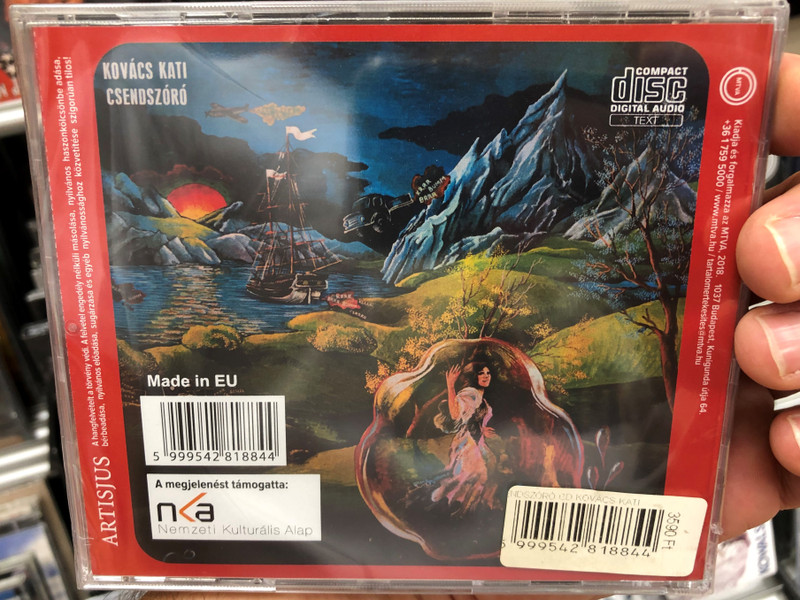 KOVÁCS KATI
CSENDSZÓRÓ
COMPACT
disc
DIGITAL AUDIO
TEXT
MTVA
Kiadja és forgalmazza az MTVA, 2018. 1037 Budapest, Kunigunda útja 64.
+36 1 759 5000 / www.mtva.hu / tartalomertekesites@mtva.hu
ARTISJUS
A hangfelvételt a törvény védi. A felvétel engedély nélküli másolása, nyilvános haszonkölcsönbe adása,
bérbeadása, nyilvános előadása, sugárzása és egyéb nyilvánossághoz közvetítése szigorúan tilos!
Made in EU
5 999542 818844
A megjelenést támogatta:
nka
Nemzeti Kulturális Alap
NDSZÓRÓ CD KOVÁCS KATI
3590 Ft
5 999542 818844